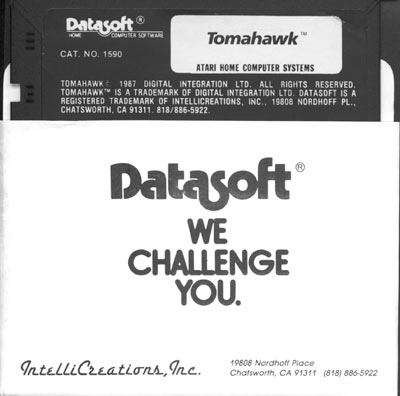 Datasoft®
HOME COMPUTER SOFTWARE
CAT. NO. 1590
Tomahawk™
ATARI HOME COMPUTER SYSTEMS
TOMAHAWK © 1987 DIGITAL INTEGRATION LTD. ALL RIGHTS RESERVED.
TOMAHAWK™ IS A TRADEMARK OF DIGITAL INTEGRATION LTD. DATASOFT IS A
REGISTERED TRADEMARK OF INTELLICREATIONS, INC., 19808 NORDHOFF PL.,
CHATSWORTH, CA 91311. 818/886-5922.
Datasoft®
WE
CHALLENGE
YOU.
IntelliCreations, Inc.
19808 Nordhoff Place
Chatsworth, CA 91311 (818) 886-5922